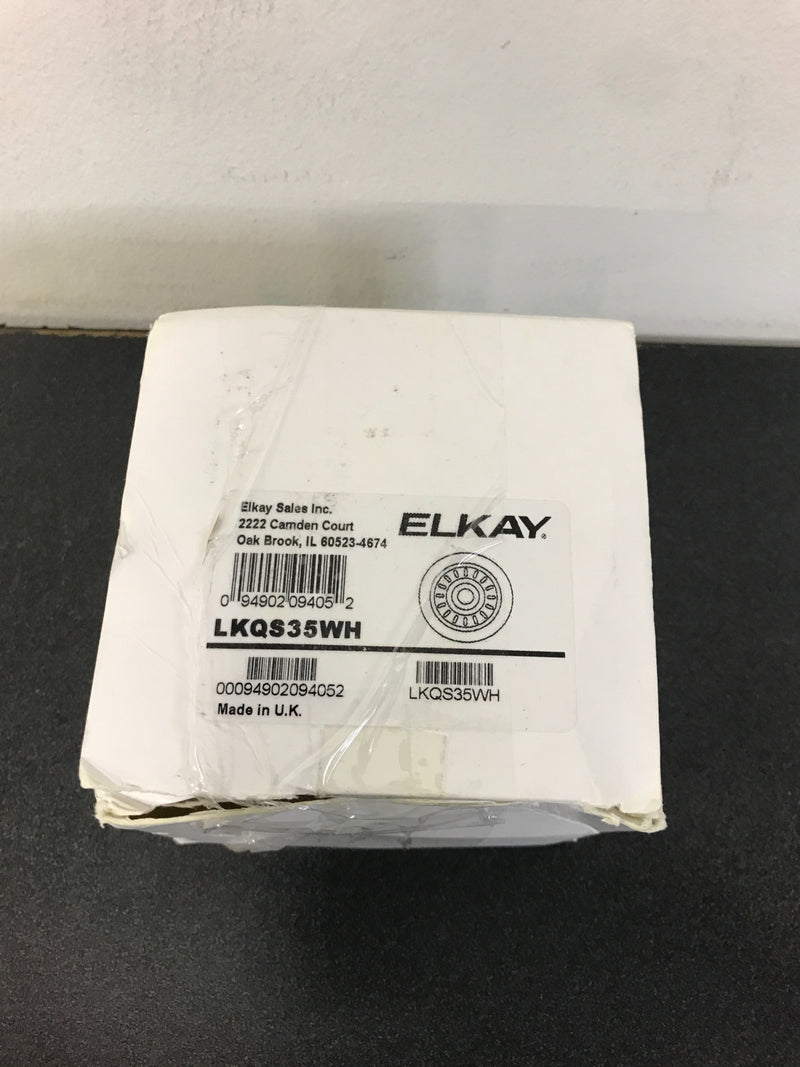 Elkay Sales Inc.
2222 Camden Court
Oak Brook, IL 60523-4674
ELKAY®
0 94902 09405 2
LKQS35WH
00094902094052
LKQS35WH
Made in U.K.